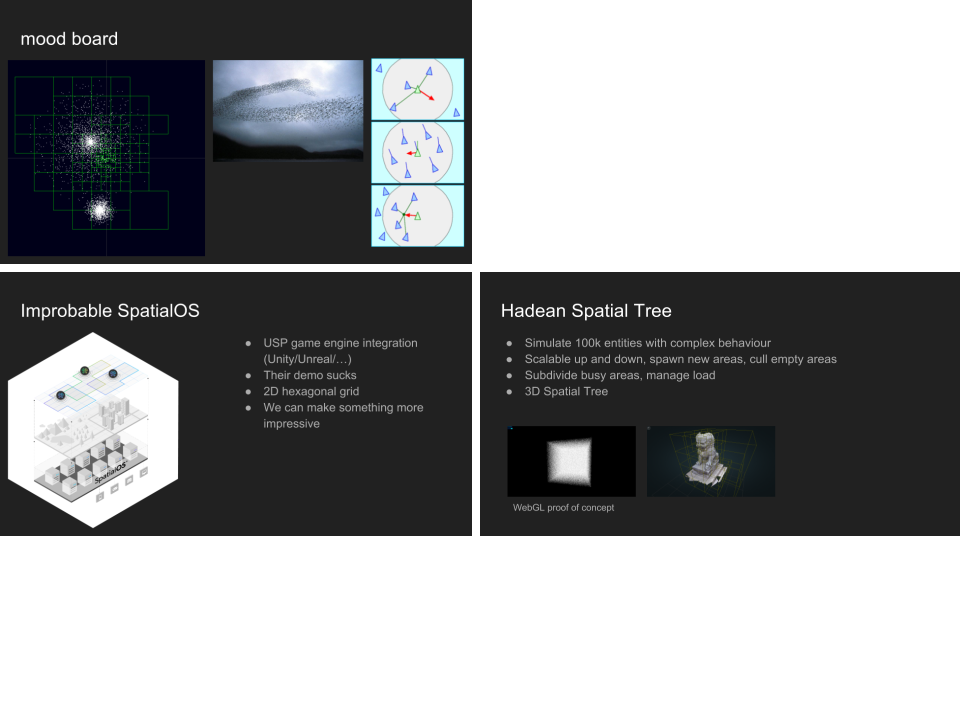 mood board
Improbable SpatialOS
● USP game engine integration
(Unity/Unreal/…)
● Their demo sucks
● 2D hexagonal grid
● We can make something more
impressive
SpatialOS
Hadean Spatial Tree
● Simulate 100k entities with complex behaviour
● Scalable up and down, spawn new areas, cull empty areas
● Subdivide busy areas, manage load
● 3D Spatial Tree
WebGL proof of concept